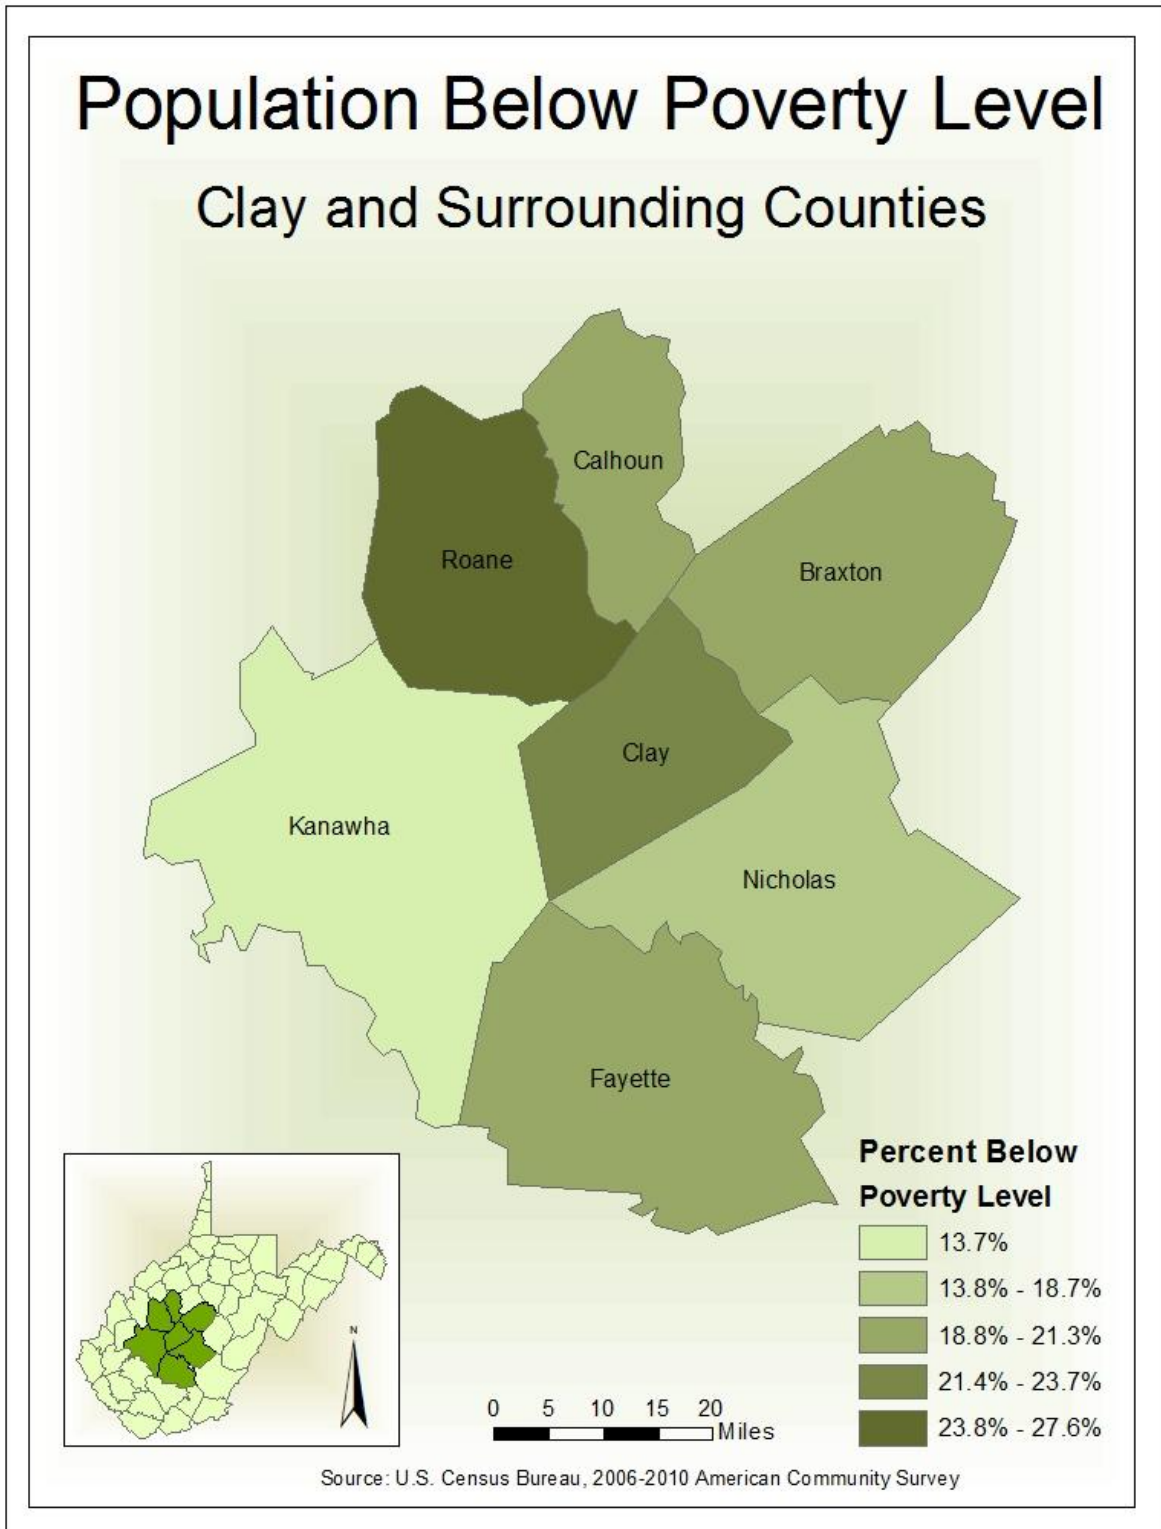 Population Below Poverty Level
Clay and Surrounding Counties
Calhoun
Roane
Braxton
Clay
Kanawha
Nicholas
Fayette
Percent Below
Poverty Level
13.7%
13.8% - 18.7%
18.8% - 21.3%
21.4% - 23.7%
23.8% - 27.6%
N
0 5 10 15 20
Miles
Source: U.S. Census Bureau, 2006-2010 American Community Survey